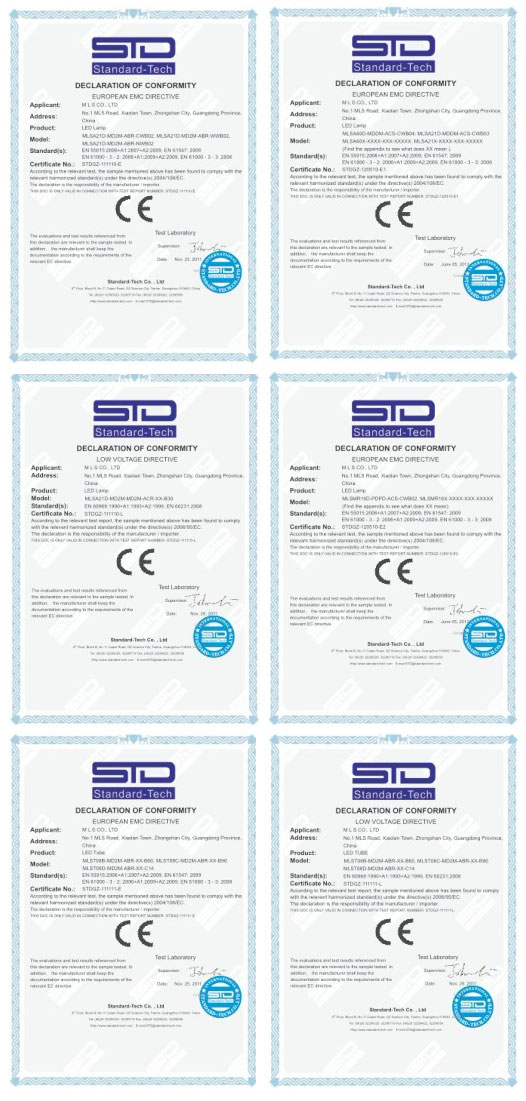 STD
Standard-Tech
DECLARATION OF CONFORMITY
EUROPEAN EMC DIRECTIVE
Applicant: M L S CO., LTD
Address: No.1 MLS Road, Xiaolan Town, Zhongshan City, Guangdong Province,
China
Product: LED Lamp
Model: MLSA21D-MD2M-ABR-CWB02, MLSA21D-MD2M-ABR-WWB02,
MLSA21D-MD2M-ABR-NWB02
Standard(s): EN 55015:2006+A1:2007+A2:2009, EN 61547: 2009
EN 61000 - 3 - 2: 2006+A1:2009+A2:2009, EN 61000 - 3 - 3: 2008
Certificate No.: STDGZ-111110-E
According to the relevant test, the sample mentioned above has been found to comply with the
relevant harmonized standard(s) under the directive(s) 2004/108/EC.
The declaration is the responsibility of the manufacturer / importer.
THIS DOC IS ONLY VALID IN CONNECTION WITH TEST REPORT NUMBER: STDGZ-111110-E
CE
Test Laboratory
The evaluations and test results referenced from
this declaration are relevant to the sample tested. In
addition, the manufacturer shall keep the
documentation according to the requirements of the
relevant EC directive.
Supervisor:
Date: Nov. 25, 2011
Standard-Tech Co. , Ltd
STD
Standard-Tech
DECLARATION OF CONFORMITY
EUROPEAN EMC DIRECTIVE
Applicant: M L S CO., LTD
Address: No.1 MLS Road, Xiaolan Town, Zhongshan City, Guangdong Province,
China
Product: LED Lamp
Model: MLSA60D-MDDM-ACS-CWB04; MLSA21D-MDDM-ACS-CWB03
MLSA60X-XXXX-XXX-XXXXX, MLSA21X-XXXX-XXX-XXXXX
(Find the appendix to see what does XX mean ).
Standard(s): EN 55015:2006+A1:2007+A2:2009, EN 61547: 2009
EN 61000 - 3 - 2: 2006+A1:2009+A2:2009, EN 61000 - 3 - 3: 2008
Certificate No.: STDGZ-120510-E1
According to the relevant test, the sample mentioned above has been found to comply with the
relevant harmonized standard(s) under the directive(s) 2004/108/EC.
The declaration is the responsibility of the manufacturer / importer.
THIS DOC IS ONLY VALID IN CONNECTION WITH TEST REPORT NUMBER: STDGZ-120510-E1
CE
Test Laboratory
The evaluations and test results referenced from
this declaration are relevant to the sample tested. In
addition, the manufacturer shall keep the
documentation according to the requirements of the
relevant EC directive.
Supervisor:
Date: June 05, 2012
Standard-Tech Co. , Ltd
STD
Standard-Tech
DECLARATION OF CONFORMITY
LOW VOLTAGE DIRECTIVE
Applicant: M L S CO., LTD
Address: No.1 MLS Road, Xiaolan Town, Zhongshan City, Guangdong Province,
China
Product: LED Lamp
Model: MLSA21D-MD2M-MD2M-ACR-XX-B30
Standard(s): EN 60968:1990+A1:1993+A2:1999, EN 60231:2008
Certificate No.: STDGZ-111110-L
According to the relevant test report, the sample mentioned above has been found to comply
with the relevant harmonized standard(s) under the directive(s) 2006/95/EC.
The declaration is the responsibility of the manufacturer / importer.
THIS DOC IS ONLY VALID IN CONNECTION WITH TEST REPORT NUMBER: STDGZ-111110-L
CE
Test Laboratory
The evaluations and test results referenced from
this declaration are relevant to the sample tested. In
addition, the manufacturer shall keep the
documentation according to the requirements of the
relevant EC directive.
Supervisor:
Date: Nov. 29, 2011
Standard-Tech Co. , Ltd
STD
Standard-Tech
DECLARATION OF CONFORMITY
EUROPEAN EMC DIRECTIVE
Applicant: M L S CO., LTD
Address: No.1 MLS Road, Xiaolan Town, Zhongshan City, Guangdong Province,
China
Product: LED Lamp
Model: MLSMR16D-PDPD-ACS-CWB02, MLSMR16X-XXXX-XXX-XXXXX
(Find the appendix to see what does XX mean).
Standard(s): EN 55015:2006+A1:2007+A2:2009, EN 61547: 2009
EN 61000 - 3 - 2: 2006+A1:2009+A2:2009, EN 61000 - 3 - 3: 2008
Certificate No.: STDGZ-120510-E2
According to the relevant test, the sample mentioned above has been found to comply with the
relevant harmonized standard(s) under the directive(s) 2004/108/EC.
The declaration is the responsibility of the manufacturer / importer.
THIS DOC IS ONLY VALID IN CONNECTION WITH TEST REPORT NUMBER: STDGZ-120510-E2
CE
Test Laboratory
The evaluations and test results referenced from
this declaration are relevant to the sample tested. In
addition, the manufacturer shall keep the
documentation according to the requirements of the
relevant EC directive.
Supervisor:
Date: June 05, 2012
Standard-Tech Co. , Ltd
STD
Standard-Tech
DECLARATION OF CONFORMITY
EUROPEAN EMC DIRECTIVE
Applicant: M L S CO., LTD
Address: No.1 MLS Road, Xiaolan Town, Zhongshan City, Guangdong Province,
China
Product: LED Tube
Model: MLST08B-MD2M-ABR-XX-B60, MLST08C-MD2M-ABR-XX-B90
MLST08D-MD2M-ABR-XX-C14
Standard(s): EN 55015:2006+A1:2007+A2:2009, EN 61547: 2009
EN 61000 - 3 - 2: 2006+A1:2009+A2:2009, EN 61000 - 3 - 3: 2008
Certificate No.: STDGZ-111111-E
According to the relevant test, the sample mentioned above has been found to comply with the
relevant harmonized standard(s) under the directive(s) 2004/108/EC.
The declaration is the responsibility of the manufacturer / importer.
THIS DOC IS ONLY VALID IN CONNECTION WITH TEST REPORT NUMBER: STDGZ-111111-E
CE
Test Laboratory
The evaluations and test results referenced from
this declaration are relevant to the sample tested. In
addition, the manufacturer shall keep the
documentation according to the requirements of the
relevant EC directive.
Supervisor:
Date: Nov. 25, 2011
Standard-Tech Co. , Ltd
STD
Standard-Tech
DECLARATION OF CONFORMITY
LOW VOLTAGE DIRECTIVE
Applicant: M L S CO., LTD
Address: No.1 MLS Road, Xiaolan Town, Zhongshan City, Guangdong Province,
China
Product: LED TUBE
Model: MLST08B-MD2M-ABR-XX-B60, MLST08C-MD2M-ABR-XX-B90
MLST08D-MD2M-ABR-XX-C14
Standard(s): EN 60968:1990+A1:1993+A2:1999, EN 60231:2008
Certificate No.: STDGZ-111111-L
According to the relevant test report, the sample mentioned above has been found to comply
with the relevant harmonized standard(s) under the directive(s) 2006/95/EC.
The declaration is the responsibility of the manufacturer / importer.
THIS DOC IS ONLY VALID IN CONNECTION WITH TEST REPORT NUMBER: STDGZ-111111-L
CE
Test Laboratory
The evaluations and test results referenced from
this declaration are relevant to the sample tested. In
addition, the manufacturer shall keep the
documentation according to the requirements of the
relevant EC directive.
Supervisor:
Date: Nov. 29, 2011
Standard-Tech Co. , Ltd